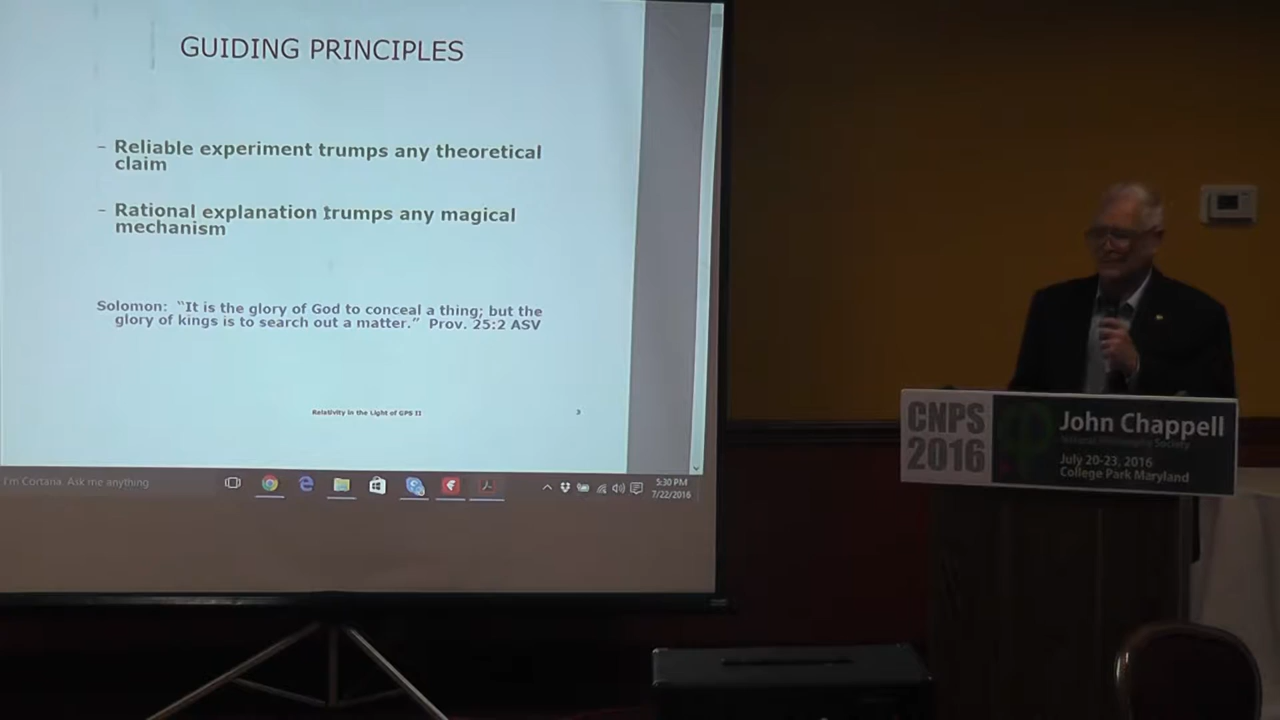 GUIDING PRINCIPLES
– Reliable experiment trumps any theoretical
claim
– Rational explanation trumps any magical
mechanism
Solomon: “It is the glory of God to conceal a thing; but the
glory of kings is to search out a matter.” Prov. 25:2 ASV
Relativity in the Light of GPS II
3
I'm Cortana. Ask me anything
5:30 PM
7/22/2016
CNPS
2016
John Chappell
Natural Philosophy Society
July 20-23, 2016
College Park Maryland